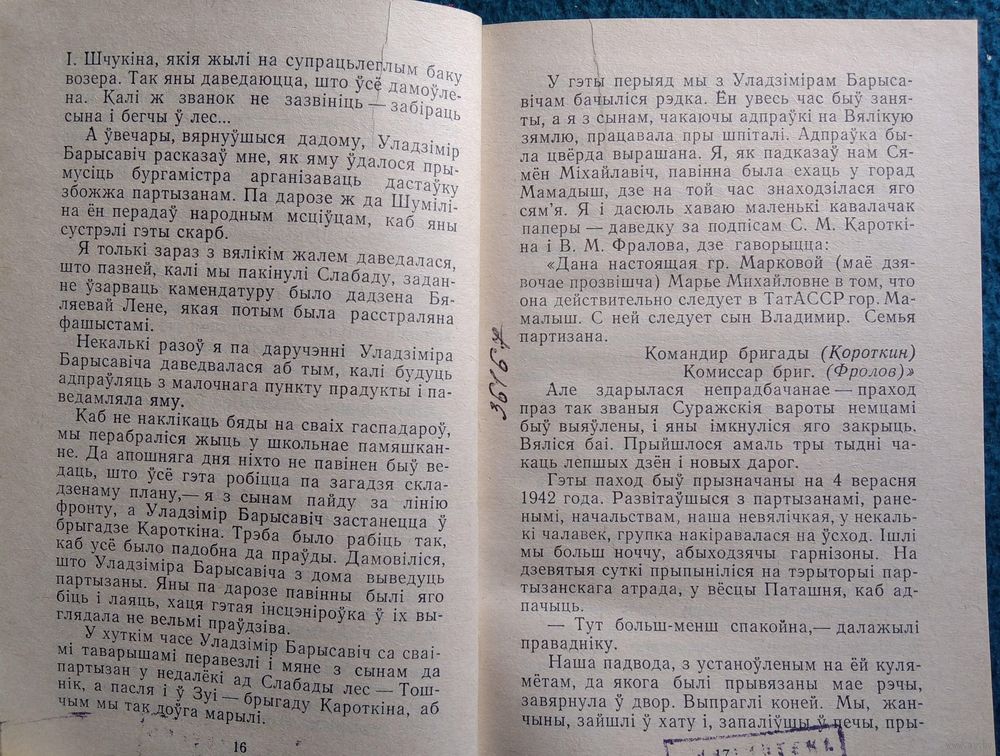 І. Шчукіна, якія жылі на супрацьлеглым баку
возера. Так яны даведаюцца, што ўсё дамоўле-
на. Калі ж званок не зазвініць — забіраць
сына і бегчы ў лес...
А ўвечары, вярнуўшыся дадому, Уладзімір
Барысавіч расказаў мне, як яму ўдалося пры-
мусіць бургамістра арганізаваць дастаўку
збожжа партызанам. Па дарозе ж да Шумілі-
на ён перадаў народным мсціўцам, каб яны
сустрэлі гэты скарб.
Я толькі зараз з вялікім жалем даведалася,
што пазней, калі мы пакінулі Слабаду, задан-
не ўзарваць камендатуру было дадзена Бя-
ляевай Лене, якая потым была расстраляна
фашыстамі.
Некалькі разоў я па даручэнні Уладзіміра
Барысавіча даведвалася аб тым, калі будуць
адпраўляць з малочнага пункту прадукты і па-
ведамляла яму.
Каб не наклікаць бяды на сваіх гаспадароў,
мы перабраліся жыць у школьнае памяшкан-
не. Да апошняга дня ніхто не павінен быў ве-
даць, што ўсё гэта робіцца па загадзя скла-
дзенаму плану,— я з сынам пайду за лінію
фронту, а Уладзімір Барысавіч застанецца ў
брыгадзе Кароткіна. Трэба было рабіць так,
каб усё было падобна да праўды. Дамовіліся,
што Уладзіміра Барысавіча з дома выведуць
партызаны. Яны па дарозе павінны былі яго
біць і лаяць, хаця гэтая інсцэніроўка ў іх вы-
глядала не вельмі праўдзіва.
У хуткім часе Уладзімір Барысавіч са сваі-
мі таварышамі перавезлі і мяне з сынам да
партызан у недалёкі ад Слабады лес — Тош-
нік, а пасля і ў Зуі — брыгаду Кароткіна, аб
чым мы так доўга марылі.
16
У гэты перыяд мы з Уладзімірам Барыса-
вічам бачыліся рэдка. Ён увесь час быў заня-
ты, а я з сынам, чакаючы адпраўкі на Вялікую
зямлю, працавала пры шпіталі. Адпраўка бы-
ла цвёрда вырашана. Я, як падказаў нам Ся-
мён Міхайлавіч, павінна была ехаць у горад
Мамадыш, дзе на той час знаходзілася яго
сям’я. Я і дасюль хаваю маленькі кавалачак
паперы — даведку за подпісам С. М. Кароткі-
на і В. М. Фралова, дзе гаворыцца:
«Дана настоящая гр. Марковой (маё дзя-
вочае прозвішча) Марье Михайловне в том, что
она действительно следует в ТатАССР гор. Ма-
малыш. С ней следует сын Владимир. Семья
партизана.
Командир бригады (Короткин)
Комиссар бриг. (Фролов)»
Але здарылася непрадбачанае — праход
праз так званыя Суражскія вароты немцамі
быў выяўлены, і яны імкнуліся яго закрыць.
Вяліся баі. Прыйшлося амаль тры тыдні ча-
каць лепшых дзён і новых дарог.
Гэты паход быў прызначаны на 4 верасня
1942 года. Развітаўшыся з партызанамі, ране-
нымі, начальствам, наша невялічкая, у некаль-
кі чалавек, групка накіравалася на ўсход. Ішлі
мы больш ноччу, абыходзячы гарнізоны. На
дзевятыя суткі прыпыніліся на тэрыторыі пар-
тызанскага атрада, у вёсцы Паташня, каб ад-
пачыць.
— Тут больш-менш спакойна,— далажылі
правадніку.
Наша падвода, з устаноўленым на ёй куля-
мётам, да якога былі прывязаны мае рэчы,
завярнула ў двор. Выпраглі коней. Мы, жан-
чыны, зайшлі ў хату і, запаліўшы ў печы, пры-
17